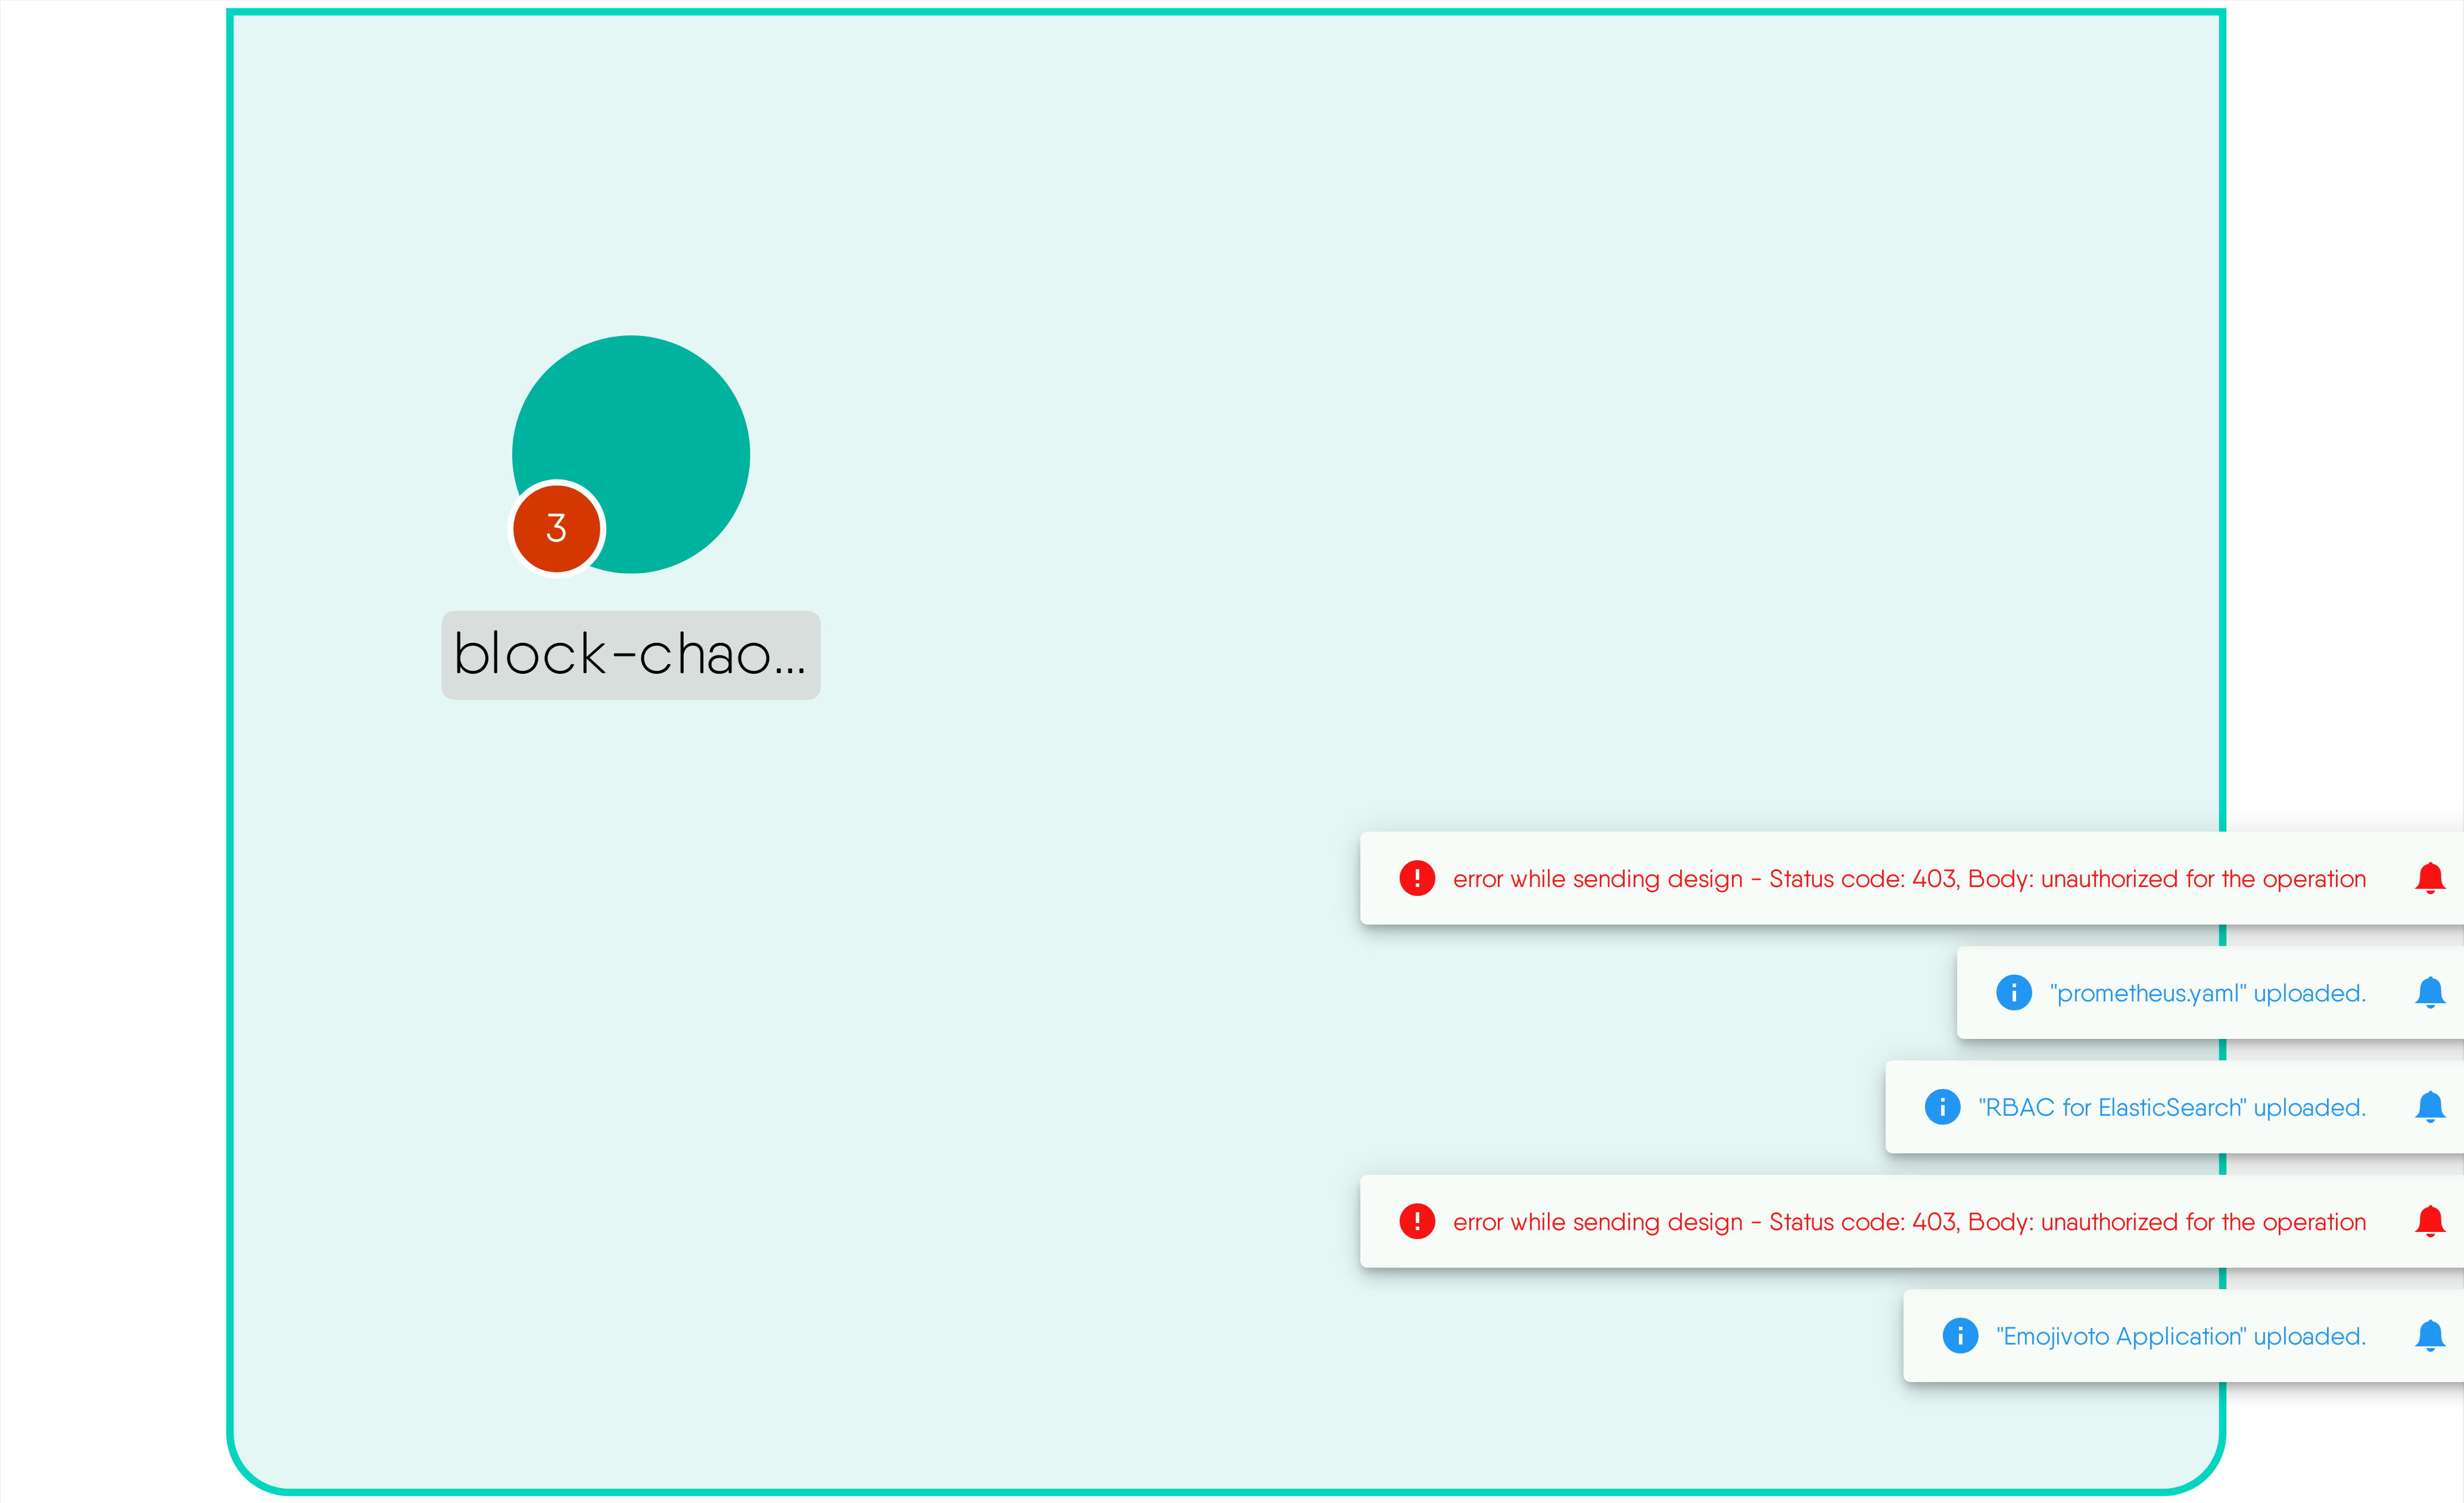 3
block-chao...
error while sending design - Status code: 403, Body: unauthorized for the operation
"prometheus.yaml" uploaded.
"RBAC for ElasticSearch" uploaded.
error while sending design - Status code: 403, Body: unauthorized for the operation
"Emojivoto Application" uploaded.